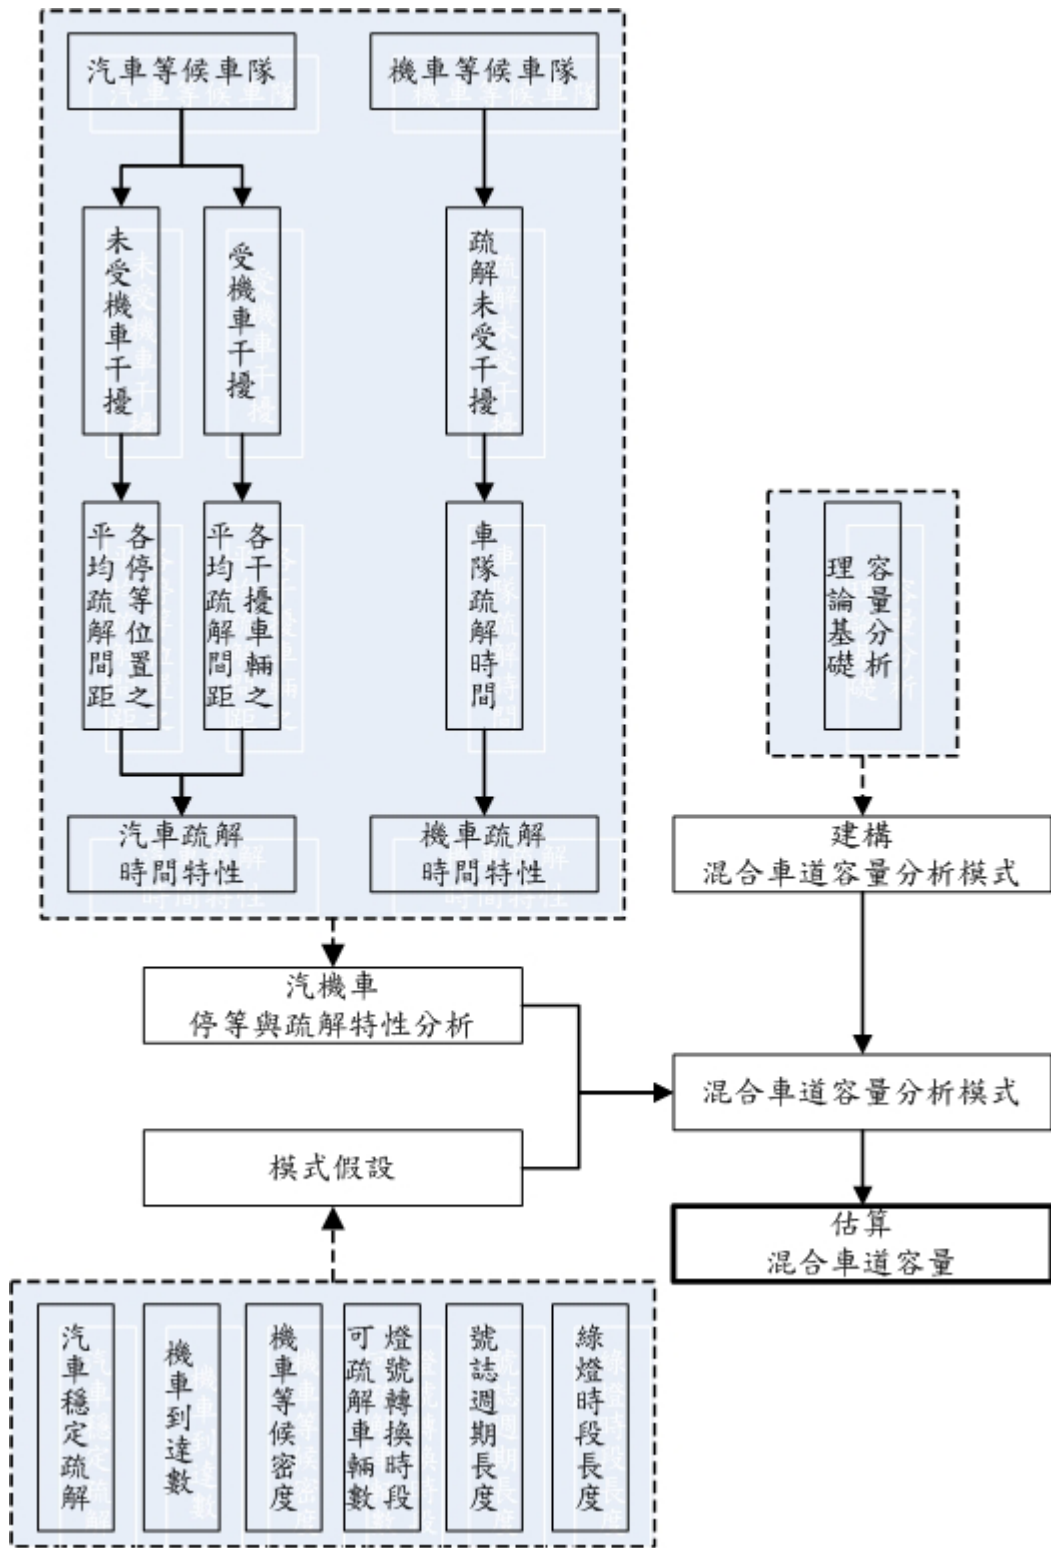 汽車等候車隊
機車等候車隊
未受機車干擾
受機車干擾
疏解未受干擾
各停等位置之
平均疏解間距
各干擾車輛之
平均疏解間距
車隊疏解時間
容量分析
理論基礎
汽車疏解
時間特性
機車疏解
時間特性
建構
混合車道容量分析模式
汽機車
停等與疏解特性分析
混合車道容量分析模式
模式假設
估算
混合車道容量
汽車穩定疏解
機車到達數
機車等候密度
燈號轉換時段
可疏解車輛數
號誌週期長度
綠燈時段長度